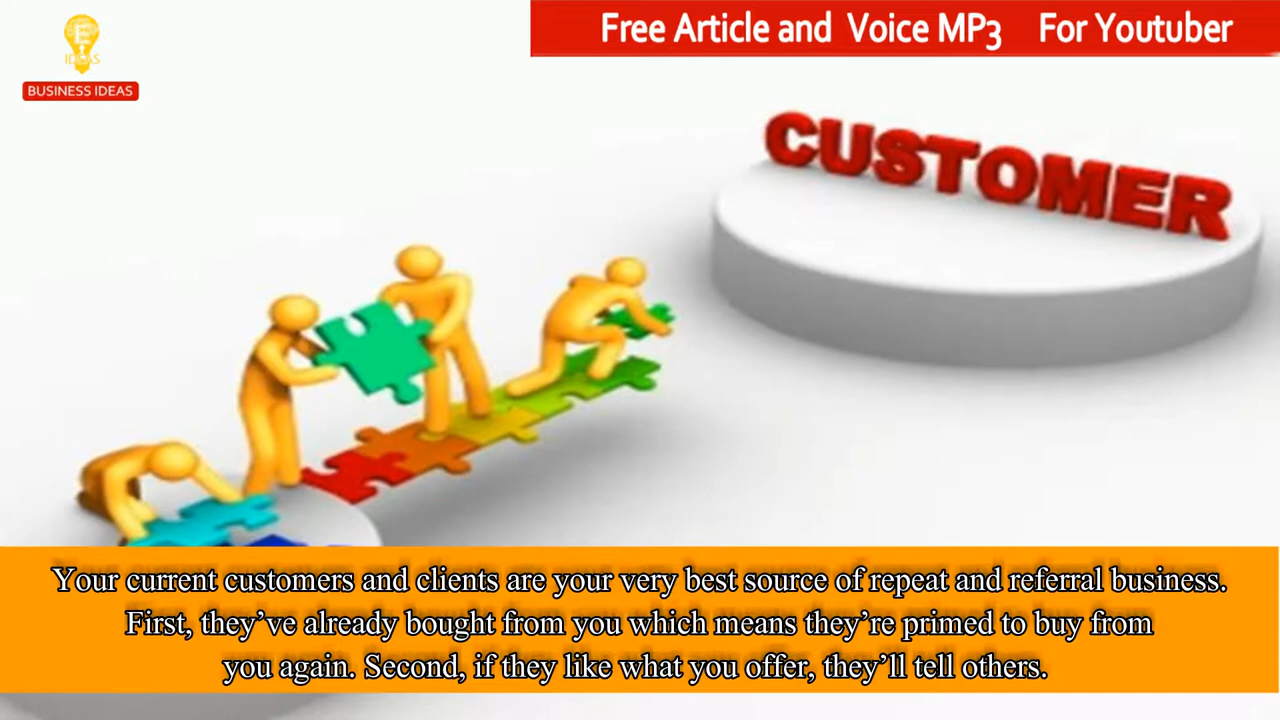 Free Article and Voice MP3 For Youtuber
E
IDEAS
BUSINESS IDEAS
CUSTOMER
Your current customers and clients are your very best source of repeat and referral business.
First, they've already bought from you which means they're primed to buy from
you again. Second, if they like what you offer, they'll tell others.